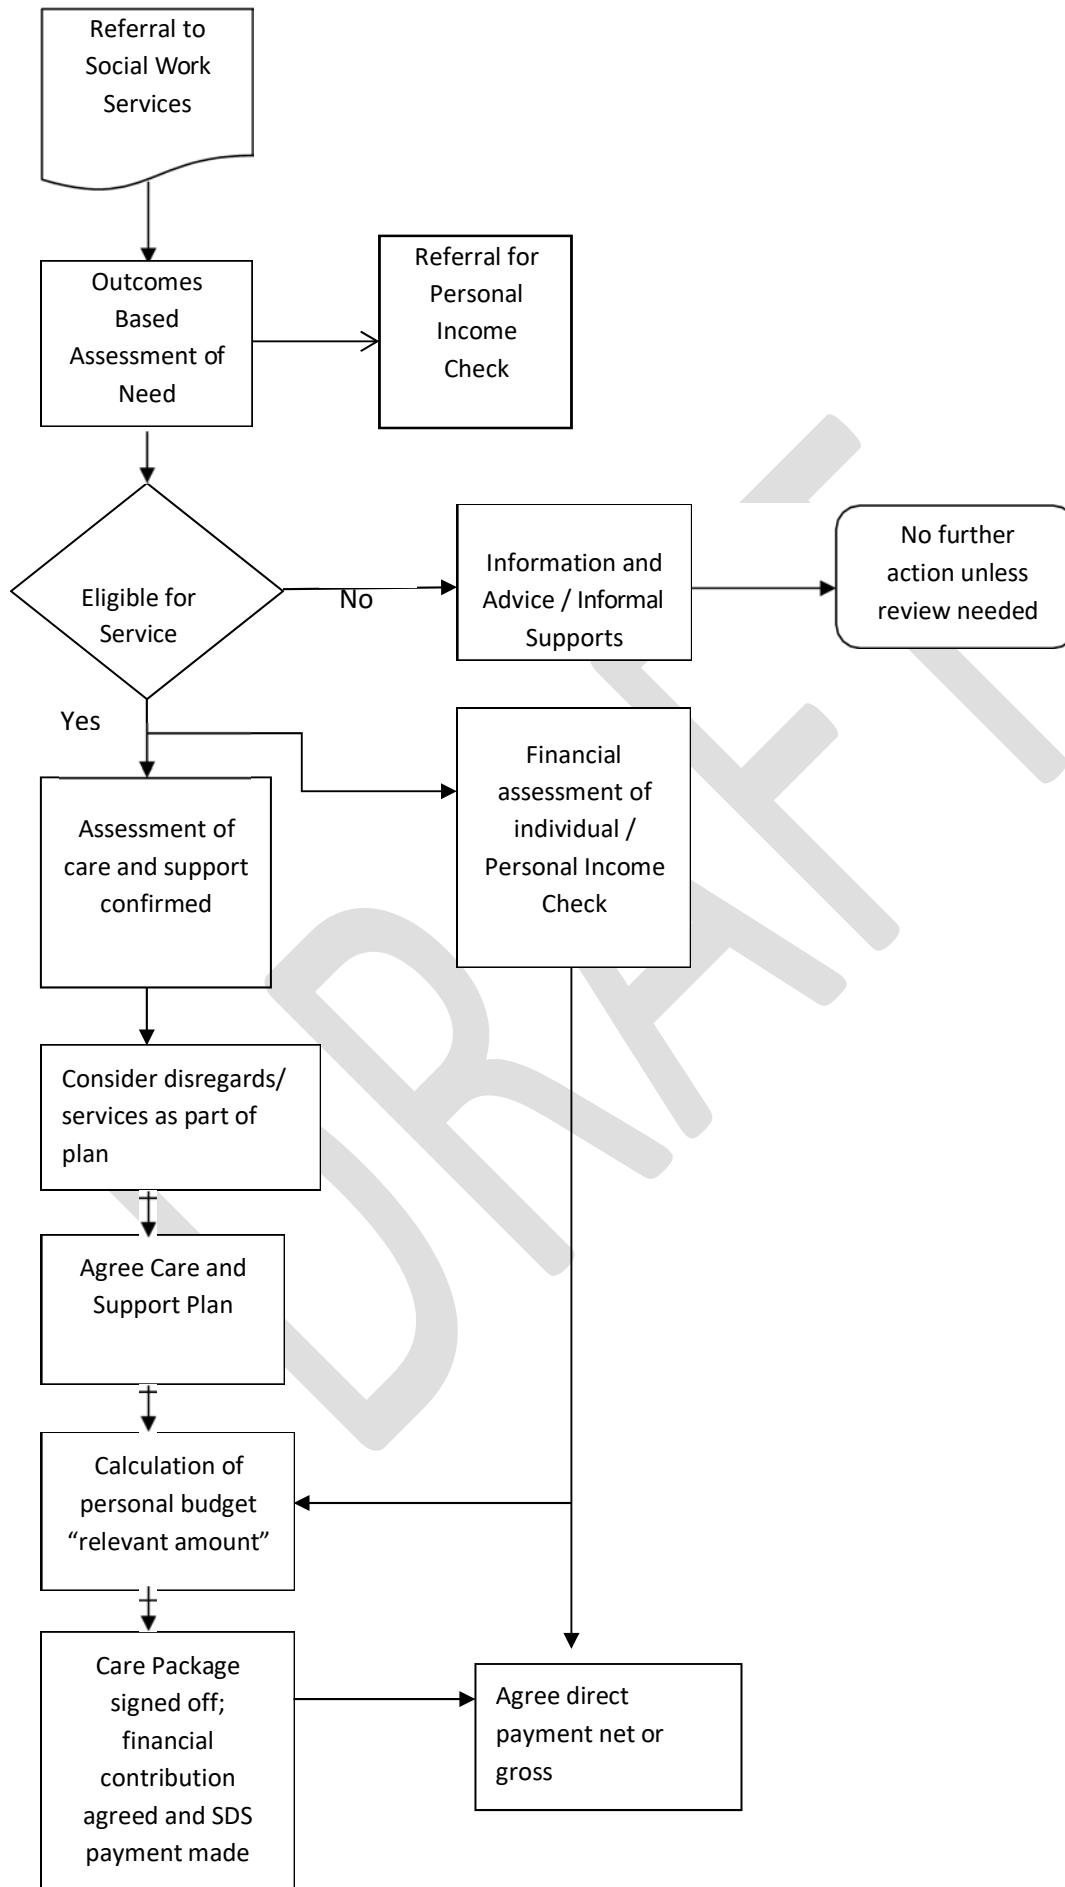 Referral to
Social Work
Services
Outcomes
Based
Assessment of
Need
Referral for
Personal
Income
Check
Eligible for
Service
No
Information and
Advice / Informal
Supports
No further
action unless
review needed
Yes
Assessment of
care and support
confirmed
Financial
assessment of
individual /
Personal Income
Check
Consider disregards/
services as part of
plan
Agree Care and
Support Plan
Calculation of
personal budget
“relevant amount”
Care Package
signed off;
financial
contribution
agreed and SDS
payment made
Agree direct
payment net or
gross
DRAFT